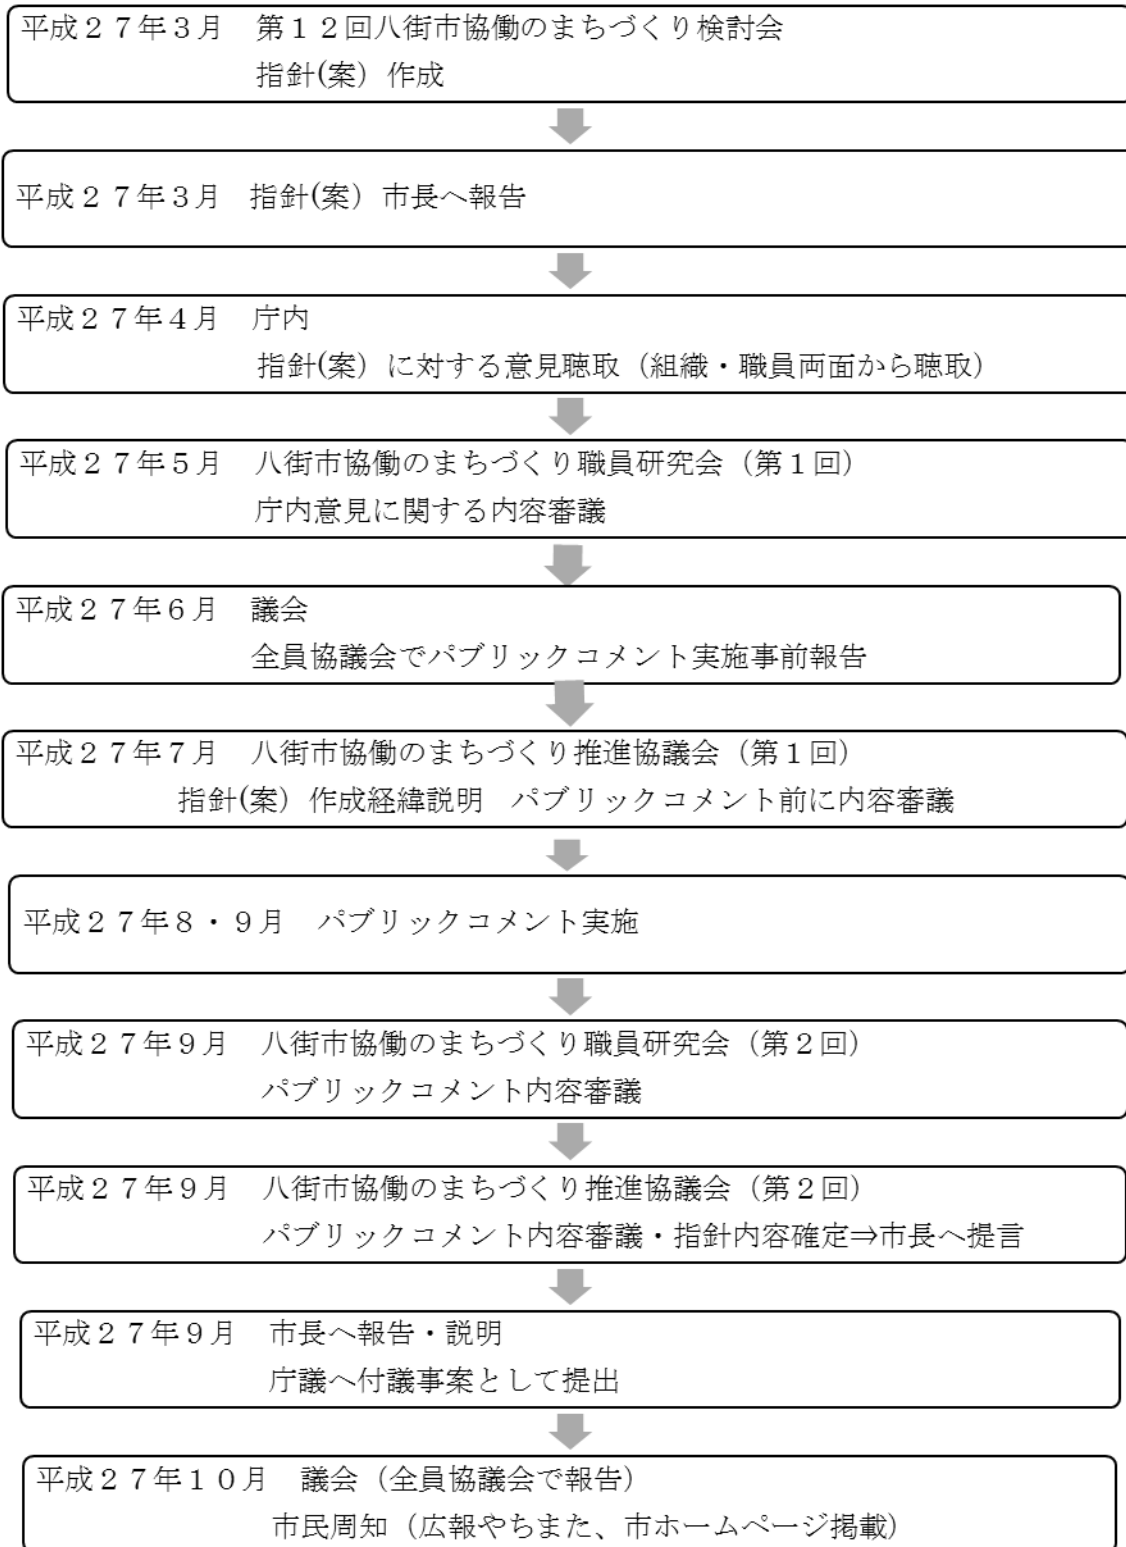 平成２７年３月　第１２回八街市協働のまちづくり検討会
指針(案）作成
平成２７年３月　指針(案）市長へ報告
平成２７年４月　庁内
指針(案）に対する意見聴取（組織・職員両面から聴取）
平成２７年５月　八街市協働のまちづくり職員研究会（第１回）
庁内意見に関する内容審議
平成２７年６月　議会
全員協議会でパブリックコメント実施事前報告
平成２７年７月　八街市協働のまちづくり推進協議会（第１回）
指針(案）作成経緯説明　パブリックコメント前に内容審議
平成２７年８・９月　パブリックコメント実施
平成２７年９月　八街市協働のまちづくり職員研究会（第２回）
パブリックコメント内容審議
平成２７年９月　八街市協働のまちづくり推進協議会（第２回）
パブリックコメント内容審議・指針内容確定⇒市長へ提言
平成２７年９月　市長へ報告・説明
庁議へ付議事案として提出
平成２７年１０月　議会（全員協議会で報告）
市民周知（広報やちまた、市ホームページ掲載）